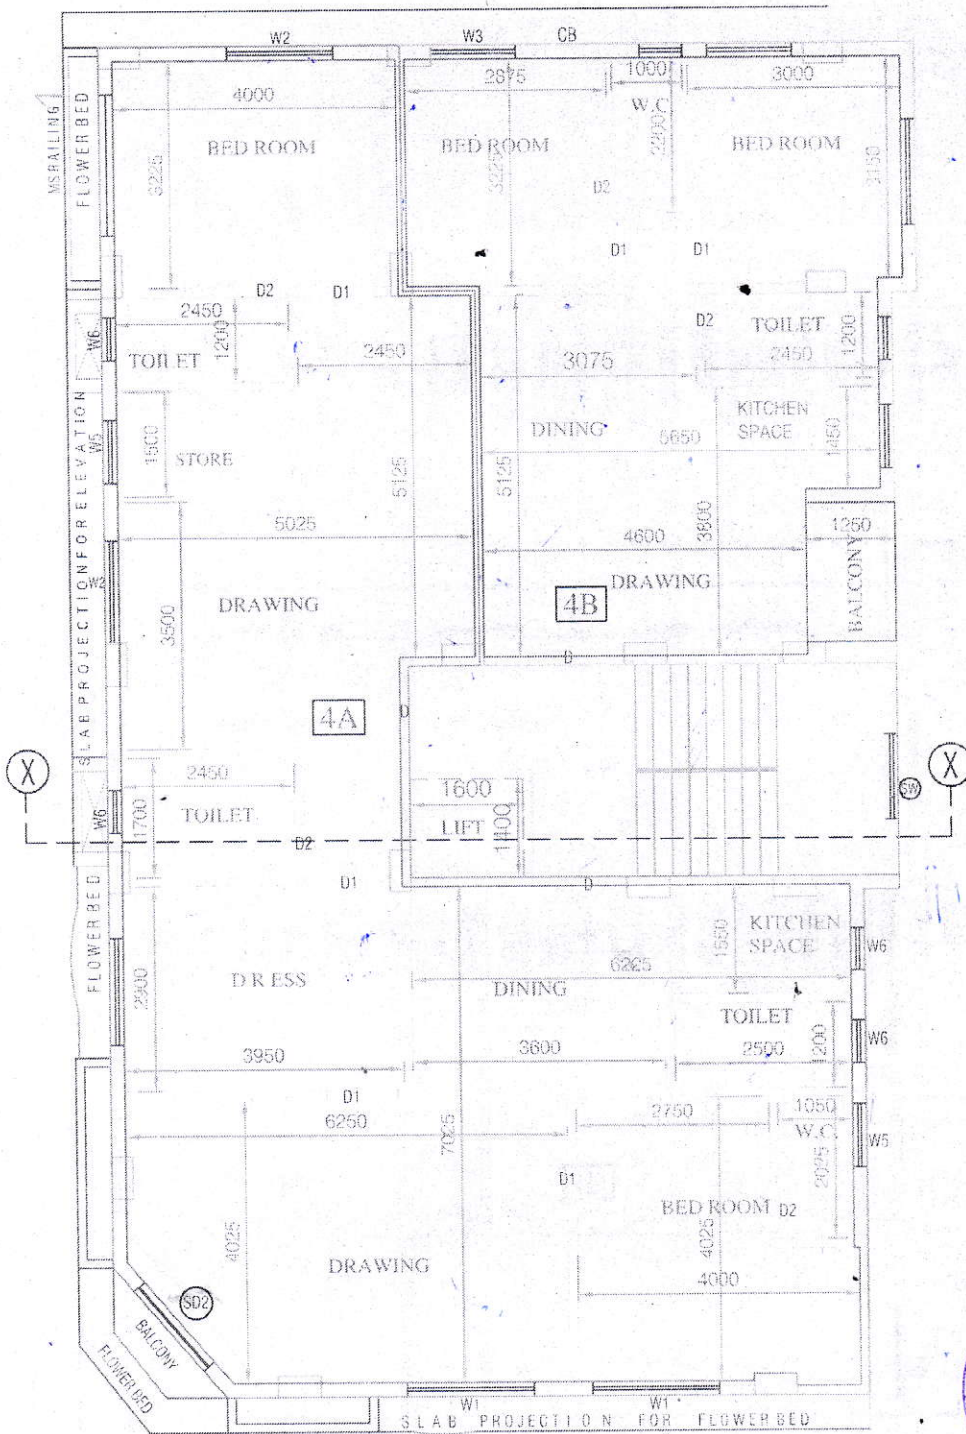 W2 W3 CB
4000 2875 1000 3000
MS RAILING
FLOWER BED
BED ROOM BED ROOM W.C BED ROOM
3225 3225 2200 3150
D2
D1 D1
D2 D1
2450 1200 2450
W6
TOILET
D2 TOILET
3075 2450 1200
SLAB PROJECTION FOR ELEVATION
W5
1500 STORE
5125 5125
DINING
KITCHEN
SPACE
5650 1450
5025 4600 3800 1250
W2
DRAWING DRAWING BALCONY
3500
4B
D
4A
D
X X
2450
TOILET
W6
1700
1600
LIFT
1400
SW
D2
D1
D
FLOWER BED
2900
DRESS
1550
KITCHEN
SPACE
W6
6225
DINING
TOILET
3950 3600 2500 1200
W6
D1
6250 7025 2750 1050
W.C.
W5
2025
D1
BED ROOM D2
4025 4025
DRAWING
4000
SD2
BALCONY
FLOWER BED
W1 W1
SLAB PROJECTION FOR FLOWER BED